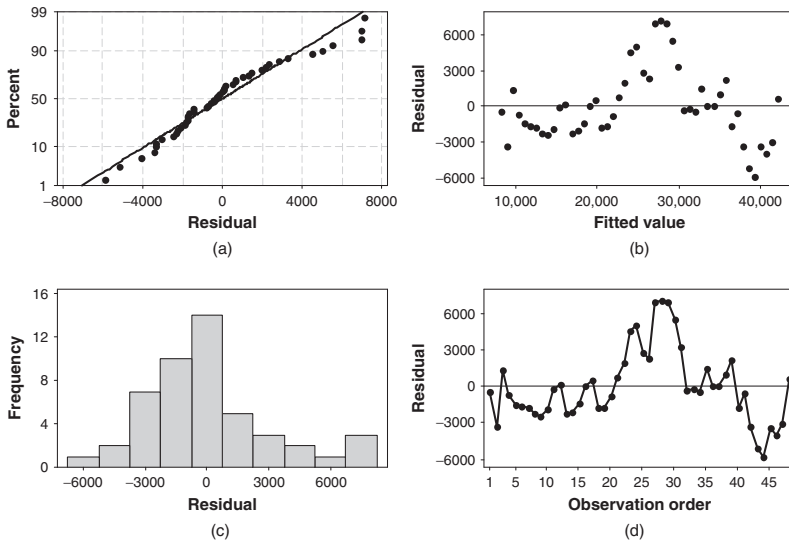 99
90
50
10
1
Percent
−8000 −4000 0 4000 8000
Residual
(a)
6000
3000
0
−3000
−6000
Residual
10,000 20,000 30,000 40,000
Fitted value
(b)
16
12
8
4
0
Frequency
−6000 −3000 0 3000 6000
Residual
(c)
6000
3000
0
−3000
−6000
Residual
1 5 10 15 20 25 30 35 40 45
Observation order
(d)